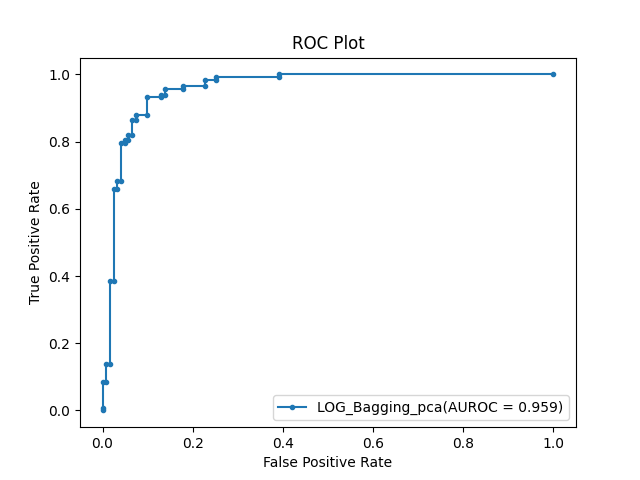 ROC Plot
1.0
0.8
0.6
0.4
0.2
0.0
True Positive Rate
LOG_Bagging_pca(AUROC = 0.959)
0.0 0.2 0.4 0.6 0.8 1.0
False Positive Rate